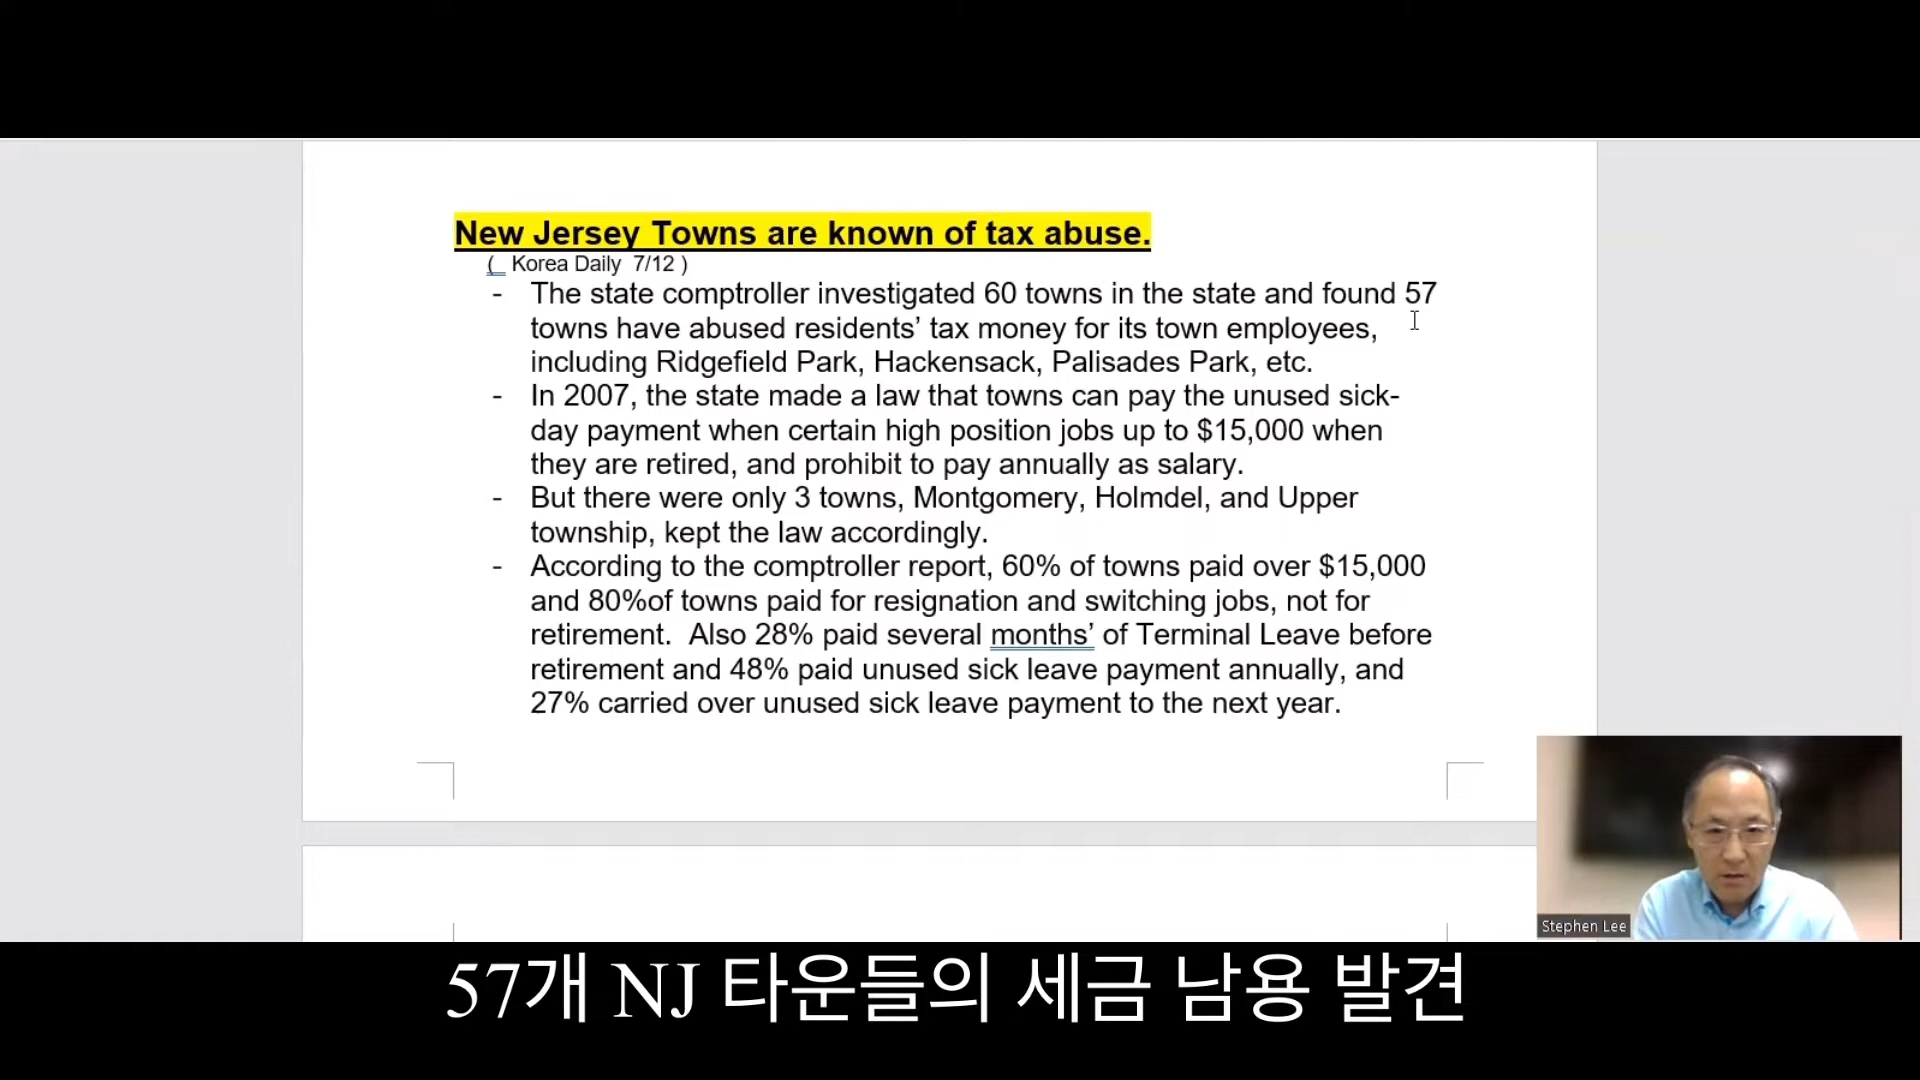 New Jersey Towns are known of tax abuse.
( Korea Daily 7/12 )
- The state comptroller investigated 60 towns in the state and found 57
towns have abused residents’ tax money for its town employees,
including Ridgefield Park, Hackensack, Palisades Park, etc.
- In 2007, the state made a law that towns can pay the unused sick-
day payment when certain high position jobs up to $15,000 when
they are retired, and prohibit to pay annually as salary.
- But there were only 3 towns, Montgomery, Holmdel, and Upper
township, kept the law accordingly.
- According to the comptroller report, 60% of towns paid over $15,000
and 80%of towns paid for resignation and switching jobs, not for
retirement.  Also 28% paid several months’ of Terminal Leave before
retirement and 48% paid unused sick leave payment annually, and
27% carried over unused sick leave payment to the next year.
Stephen Lee
57개 NJ 타운들의 세금 남용 발견